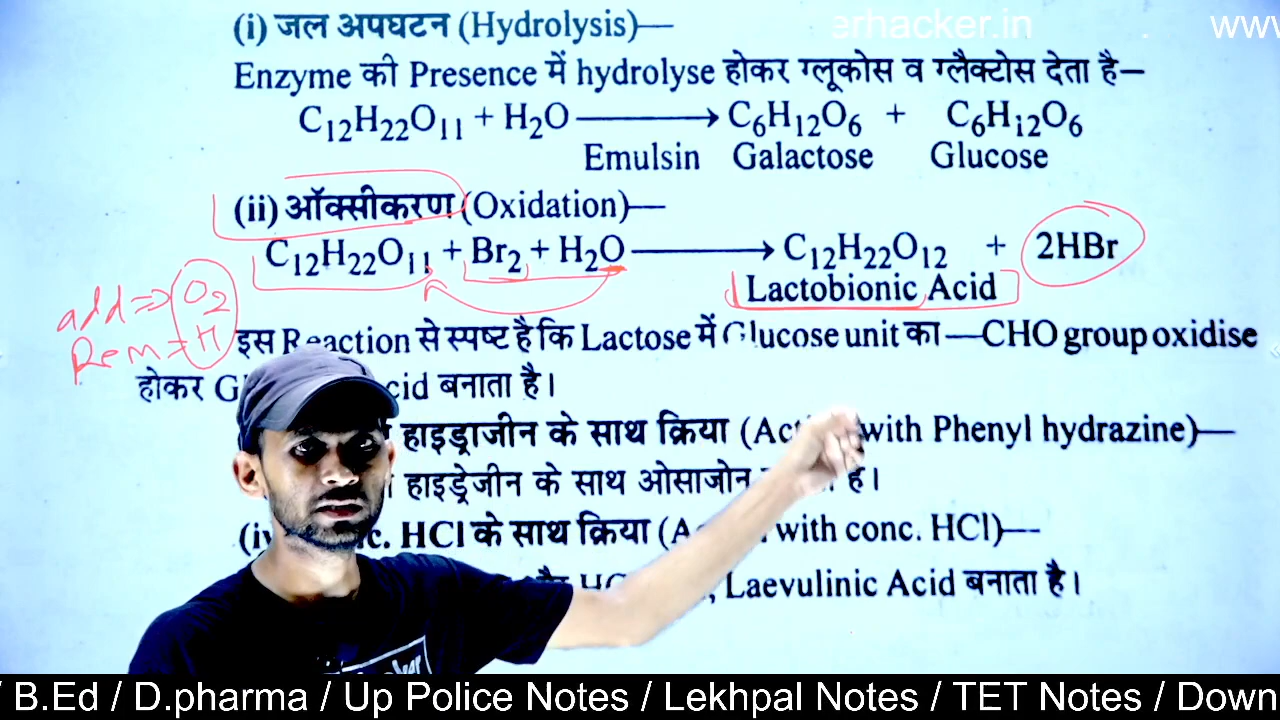 (i) जल अपघटन (Hydrolysis)—
erhacker.in
Enzyme की Presence में hydrolyse होकर ग्लूकोस व ग्लैक्टोस देता है—
C₁₂H₂₂O₁₁ + H₂O ⟶ C₆H₁₂O₆ + C₆H₁₂O₆
Emulsin Galactose Glucose
(ii) ऑक्सीकरण (Oxidation)—
C₁₂H₂₂O₁₁ + Br₂ + H₂O ⟶ C₁₂H₂₂O₁₂ + 2HBr
Lactobionic Acid
add ⇒ O₂
Rem = H
इस Reaction से स्पष्ट है कि Lactose में Glucose unit का —CHO group oxidise
होकर cid बनाता है।
हाइड्राजीन के साथ क्रिया (Act with Phenyl hydrazine)—
हाइड्रेजीन के साथ ओसाजोन है।
(iv) c. HCl के साथ क्रिया (A with conc. HCl)—
Laevulinic Acid बनाता है।
/ B.Ed / D.pharma / Up Police Notes / Lekhpal Notes / TET Notes / Down